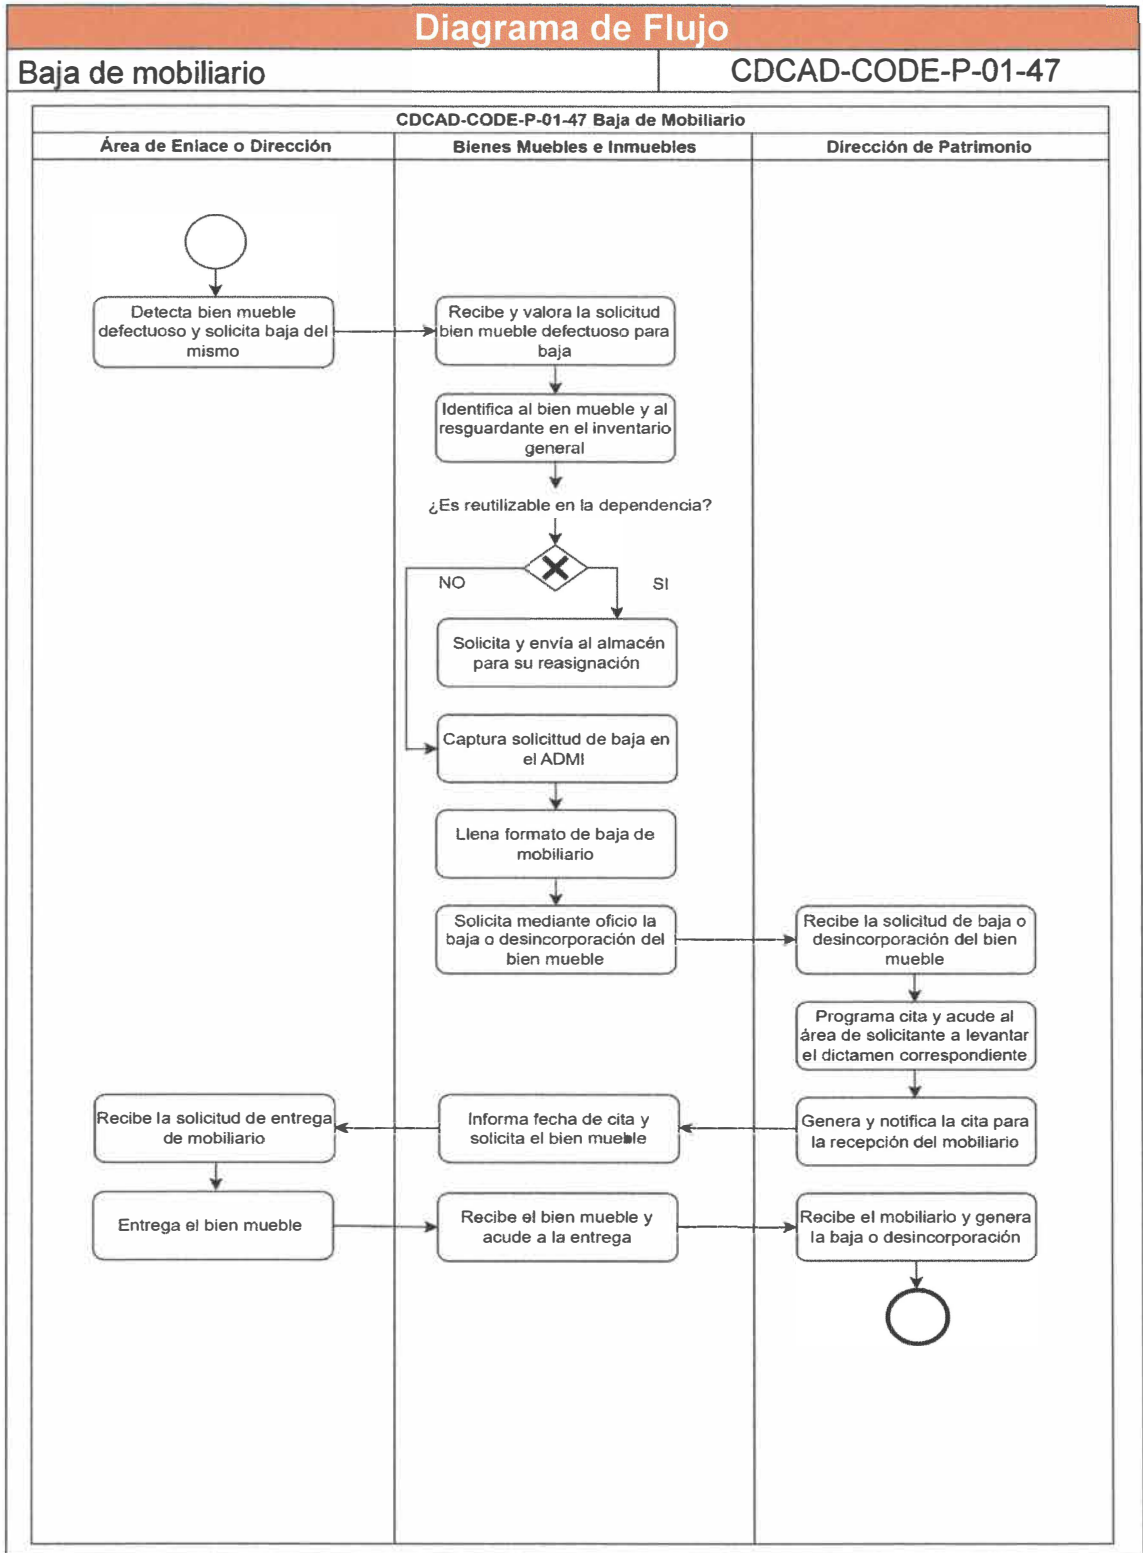 Diagrama de Flujo
Baja de mobiliario
CDCAD-CODE-P-01-47
CDCAD-CODE-P-01-47 Baja de Mobiliario
Área de Enlace o Dirección
Bienes Muebles e Inmuebles
Dirección de Patrimonio
Detecta bien mueble
defectuoso y solicita baja del
mismo
Recibe y valora la solicitud
bien mueble defectuoso para
baja
Identifica al bien mueble y al
resguardante en el inventario
general
¿Es reutilizable en la dependencia?
NO
SI
Solicita y envía al almacén
para su reasignación
Captura solicittud de baja en
el ADMI
Llena formato de baja de
mobiliario
Solicita mediante oficio la
baja o desincorporación del
bien mueble
Recibe la solicitud de baja o
desincorporación del bien
mueble
Programa cita y acude al
área de solicitante a levantar
el dictamen correspondiente
Recibe la solicitud de entrega
de mobiliario
Informa fecha de cita y
solicita el bien mueble
Genera y notifica la cita para
la recepción del mobiliario
Entrega el bien mueble
Recibe el bien mueble y
acude a la entrega
Recibe el mobiliario y genera
la baja o desincorporación